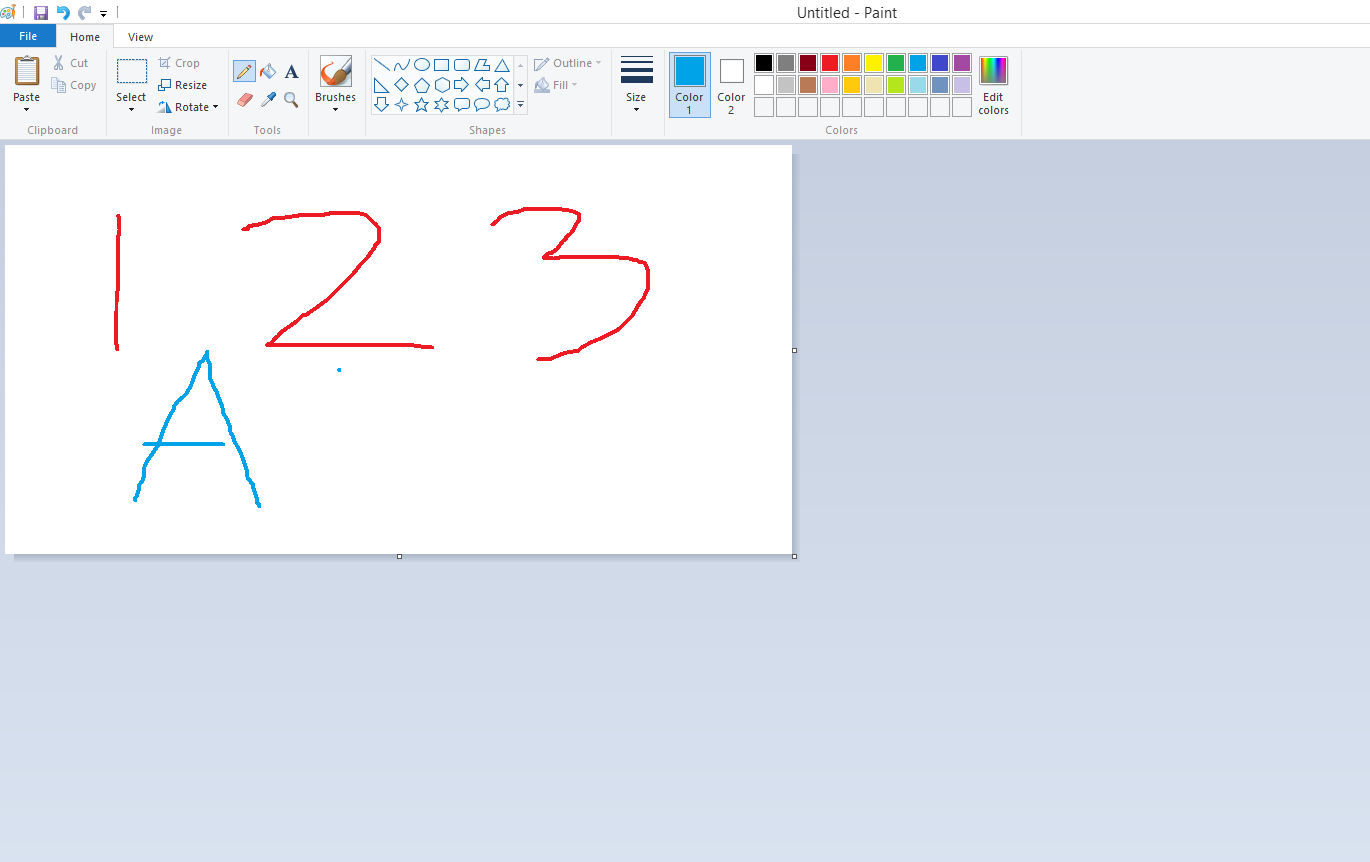 Untitled - Paint
File Home View
Paste
Cut
Copy
Clipboard
Select
Crop
Resize
Rotate
Image
A
Tools
Brushes
Shapes
Outline
Fill
Size
Color 1
Color 2
Edit colors
Colors
1 2 3
A